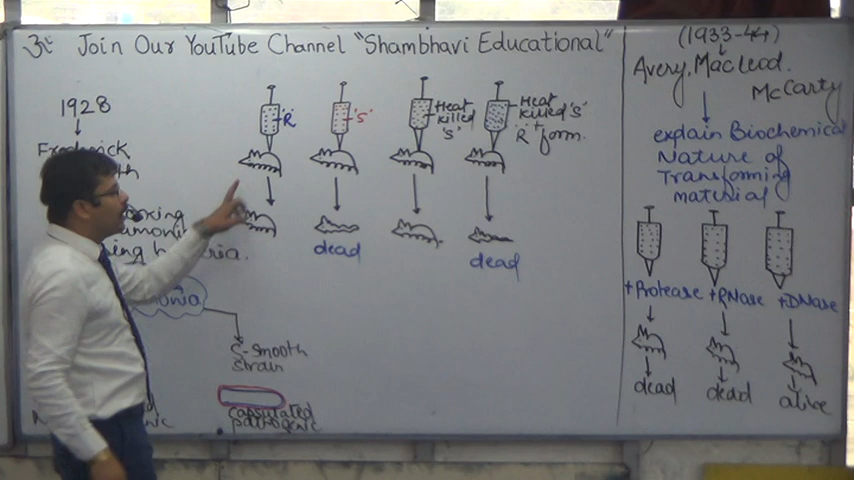 Join Our YouTube Channel "Shambhavi Educational"
1928
Frederick
"R"
"S"
Heat
killed
"S"
Heat
killed "S"
+
"R" form.
dead
dead
S-smooth
strain
capsulated
pathogenic
(1933-44)
Avery, Macleod.
McCarty
explain Biochemical
Nature of
Transforming
material
+Protease +RNase +DNase
dead
dead
alive